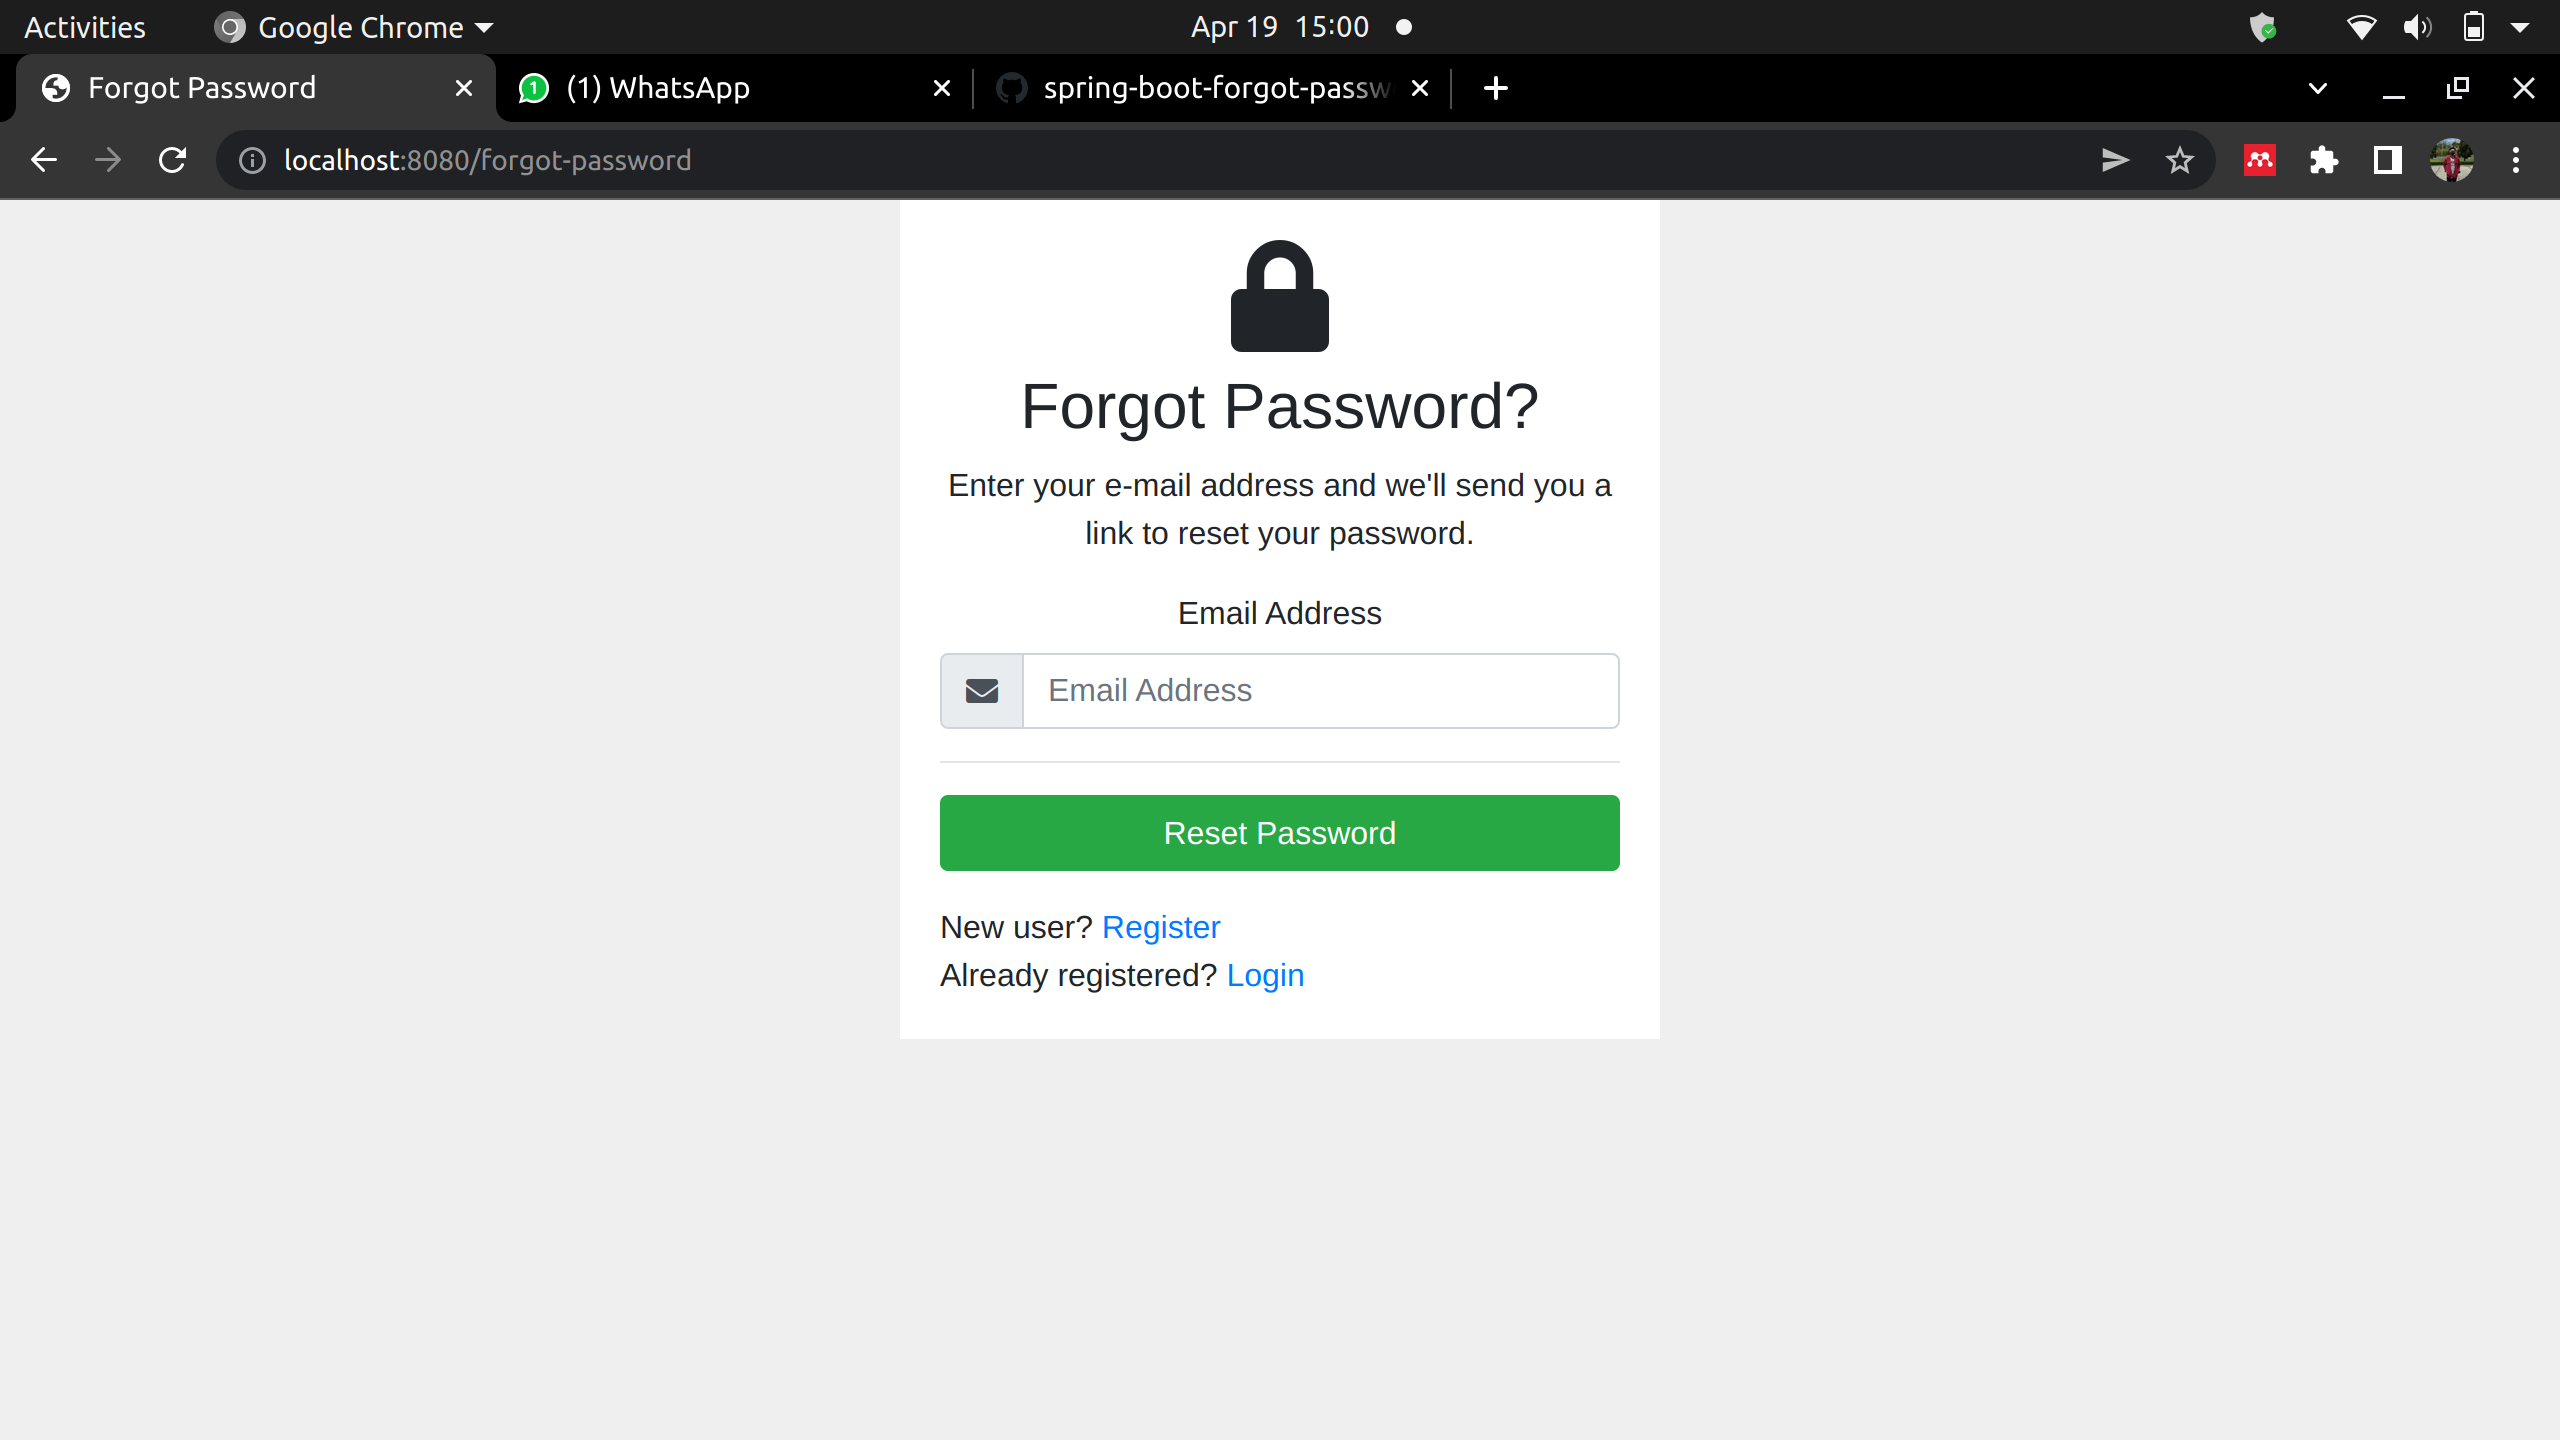 Activities
Google Chrome
Apr 19 15:00
Forgot Password
(1) WhatsApp
spring-boot-forgot-passw
localhost:8080/forgot-password
Forgot Password?
Enter your e-mail address and we'll send you a
link to reset your password.
Email Address
Email Address
Reset Password
New user? Register
Already registered? Login